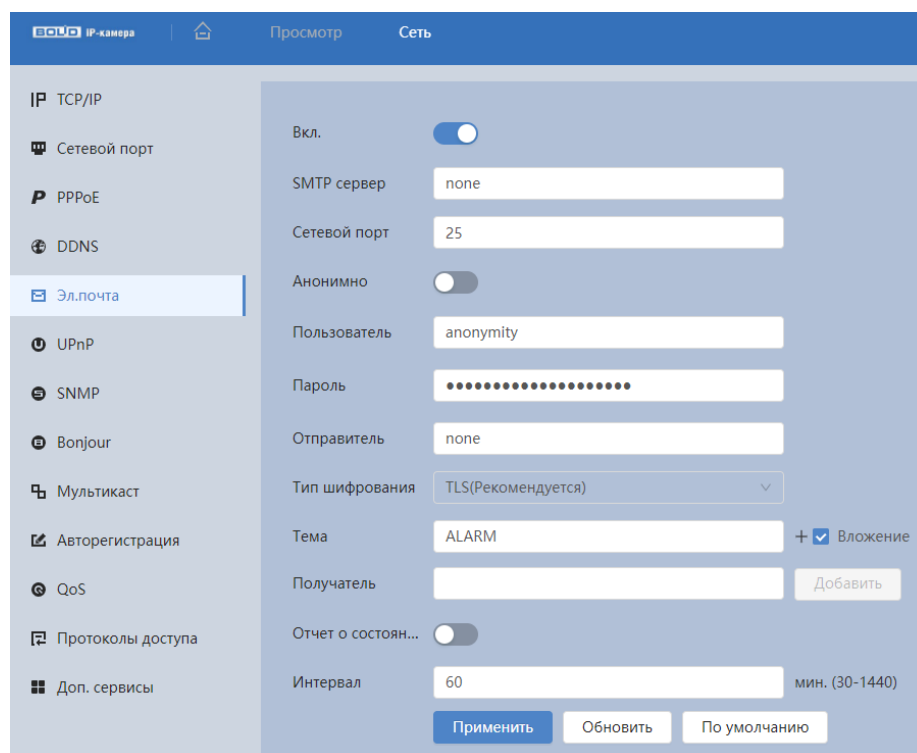 BOLID IP-камера Просмотр Сеть
IP TCP/IP
Сетевой порт
PPPoE
DDNS
Эл.почта
UPnP
SNMP
Bonjour
Мультикаст
Авторегистрация
QoS
Протоколы доступа
Доп. сервисы
Вкл.
SMTP сервер none
Сетевой порт 25
Анонимно
Пользователь anonymity
Пароль ••••••••••••••••••••
Отправитель none
Тип шифрования TLS(Рекомендуется)
Тема ALARM + Вложение
Получатель Добавить
Отчет о состоян...
Интервал 60 мин. (30-1440)
Применить Обновить По умолчанию